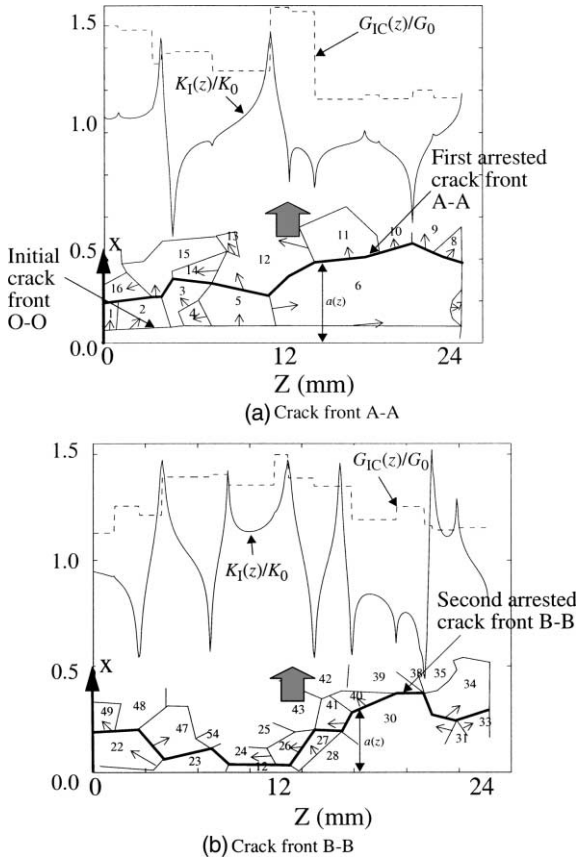 1.5
G_IC(z)/G_0
K_I(z)/K_0
1.0
First arrested
crack front
A-A
0.5
X
Initial
crack
front
O-O
0.0
16
15
13
14
12
11
10
9
8
7
1
2
3
4
5
6
a(z)
0
12
24
Z (mm)
(a) Crack front A-A
1.5
G_IC(z)/G_0
1.0
K_I(z)/K_0
Second arrested
crack front B-B
0.5
X
0.0
49
48
47
54
22
23
25
24
12
26
27
28
43
42
41
40
39
38
35
34
30
31
33
a(z)
0
12
24
Z (mm)
(b) Crack front B-B